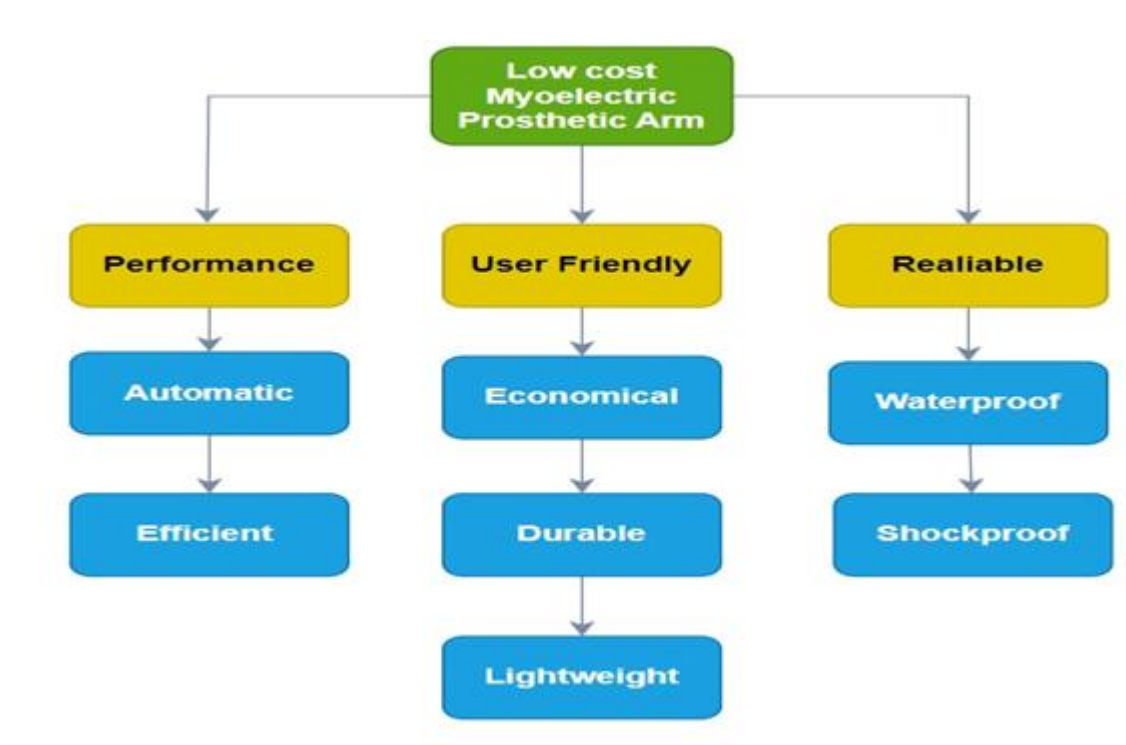 Low cost
Myoelectric
Prosthetic Arm
Performance
User Friendly
Realiable
Automatic
Economical
Waterproof
Efficient
Durable
Shockproof
Lightweight